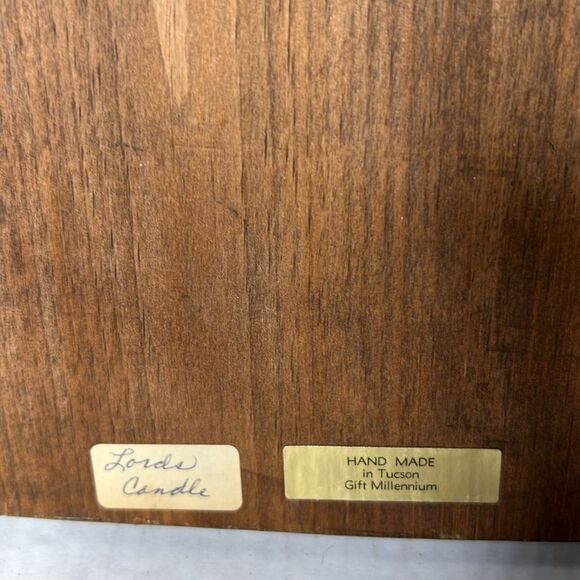 Lords
Candle
HAND MADE
in Tucson
Gift Millennium